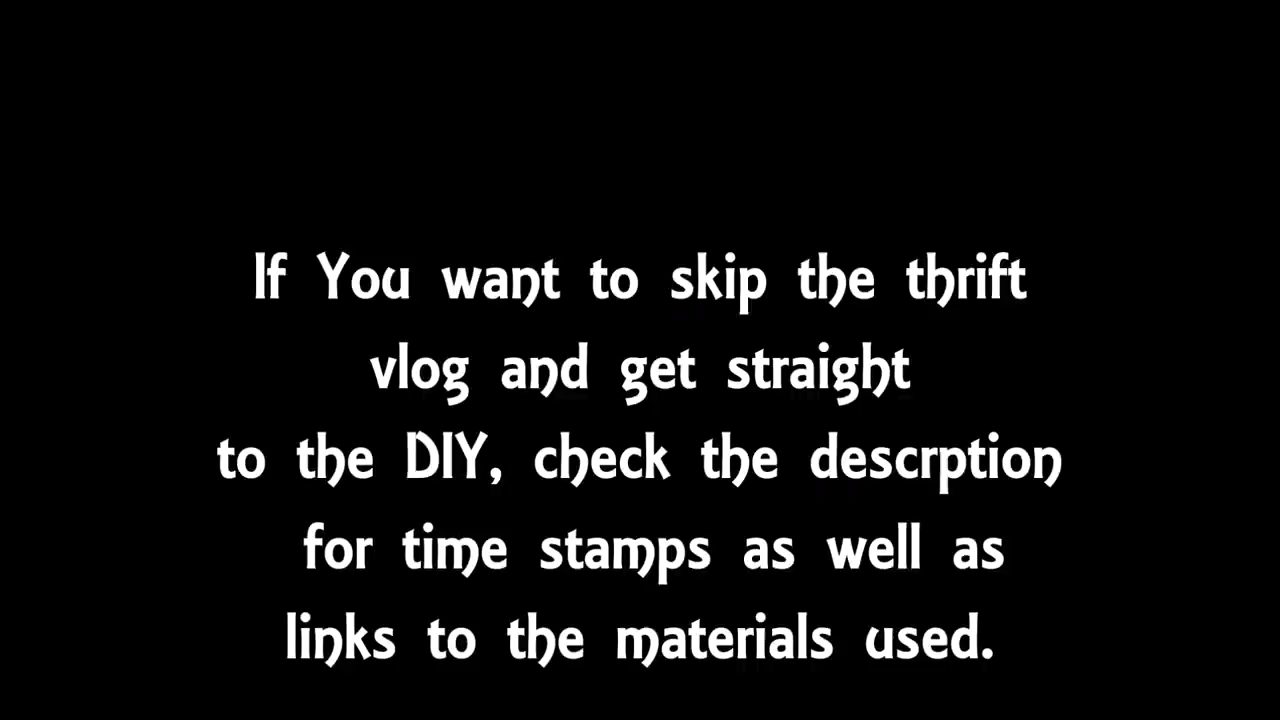 If You want to skip the thrift
vlog and get straight
to the DIY, check the descrption
for time stamps as well as
links to the materials used.